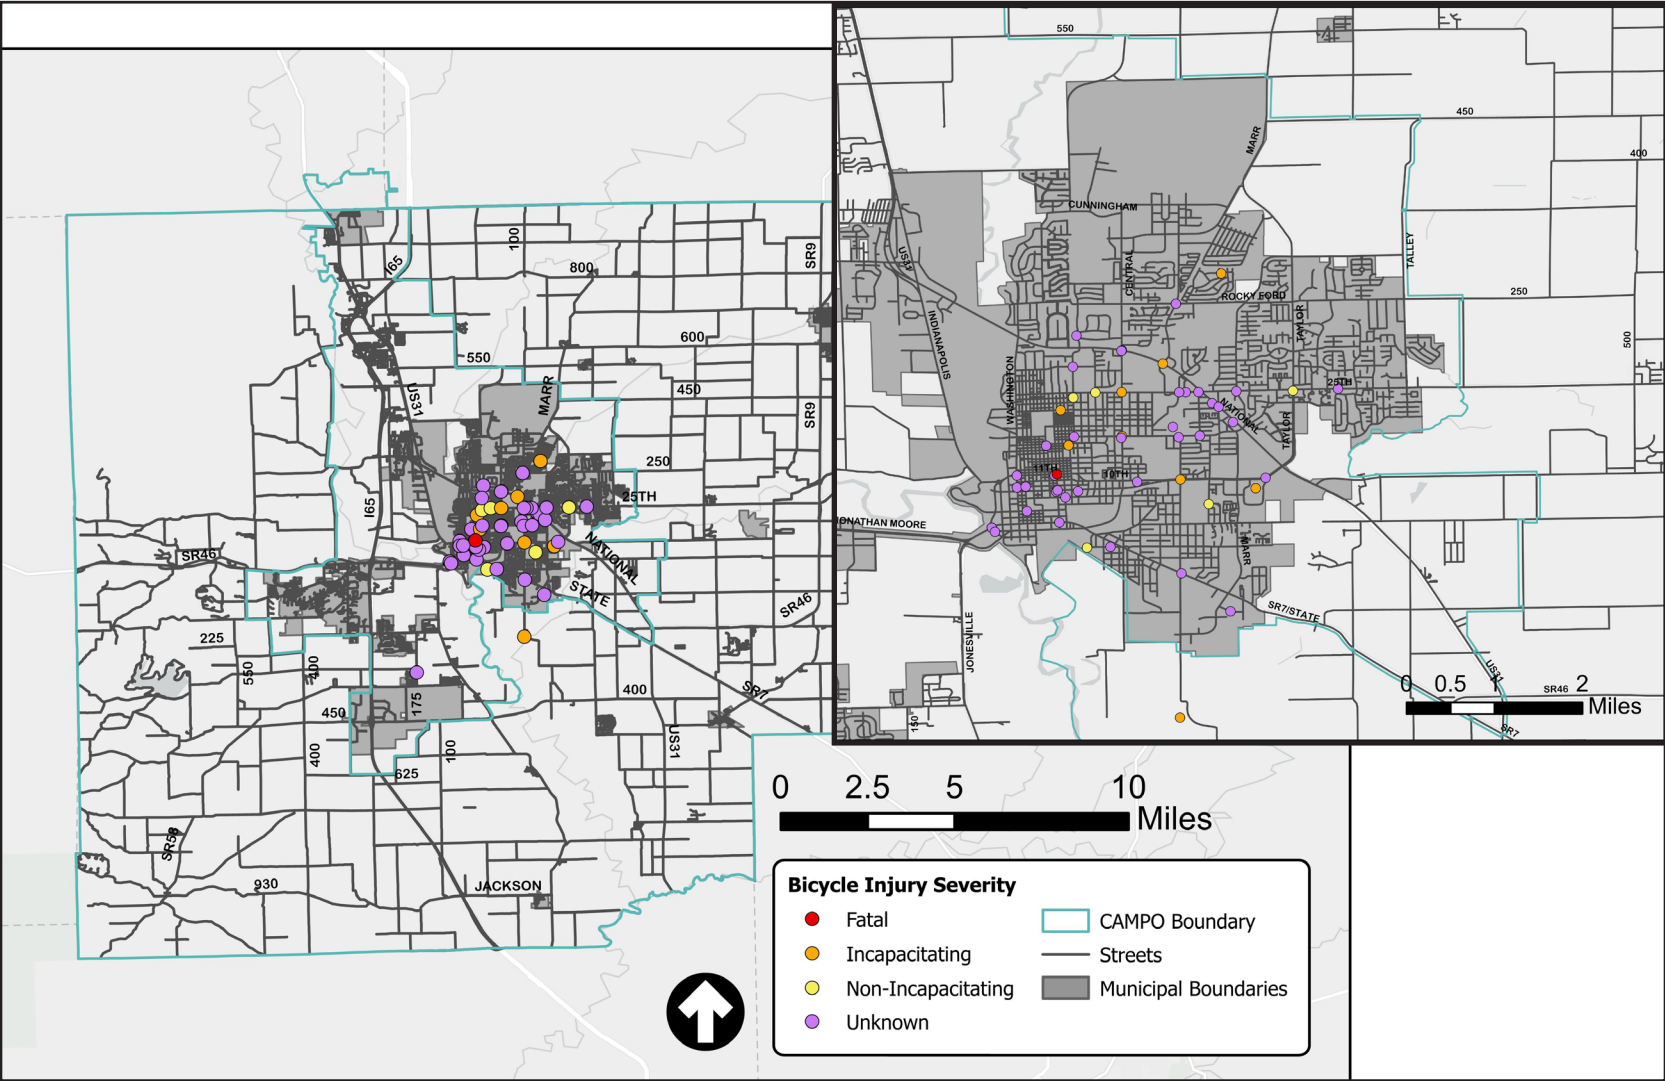 I65
100
800
SR9
600
550
US31
MARR
450
SR9
250
25TH
I65
SR46
NATIONAL
STATE
SR46
225
550
400
400
SR7
450
175
US31
400
100
625
SR58
930
JACKSON
550
450
MARR
400
CUNNINGHAM
US31
CENTRAL
TALLEY
ROCKY FORD
250
INDIANAPOLIS
TAYLOR
500
WASHINGTON
25TH
NATIONAL
TAYLOR
11TH
10TH
JONATHAN MOORE
MARR
SR7/STATE
JONESVILLE
US31
150
SR46
SR7
0 0.5 1 2
Miles
0 2.5 5 10
Miles
Bicycle Injury Severity
Fatal
Incapacitating
Non-Incapacitating
Unknown
CAMPO Boundary
Streets
Municipal Boundaries